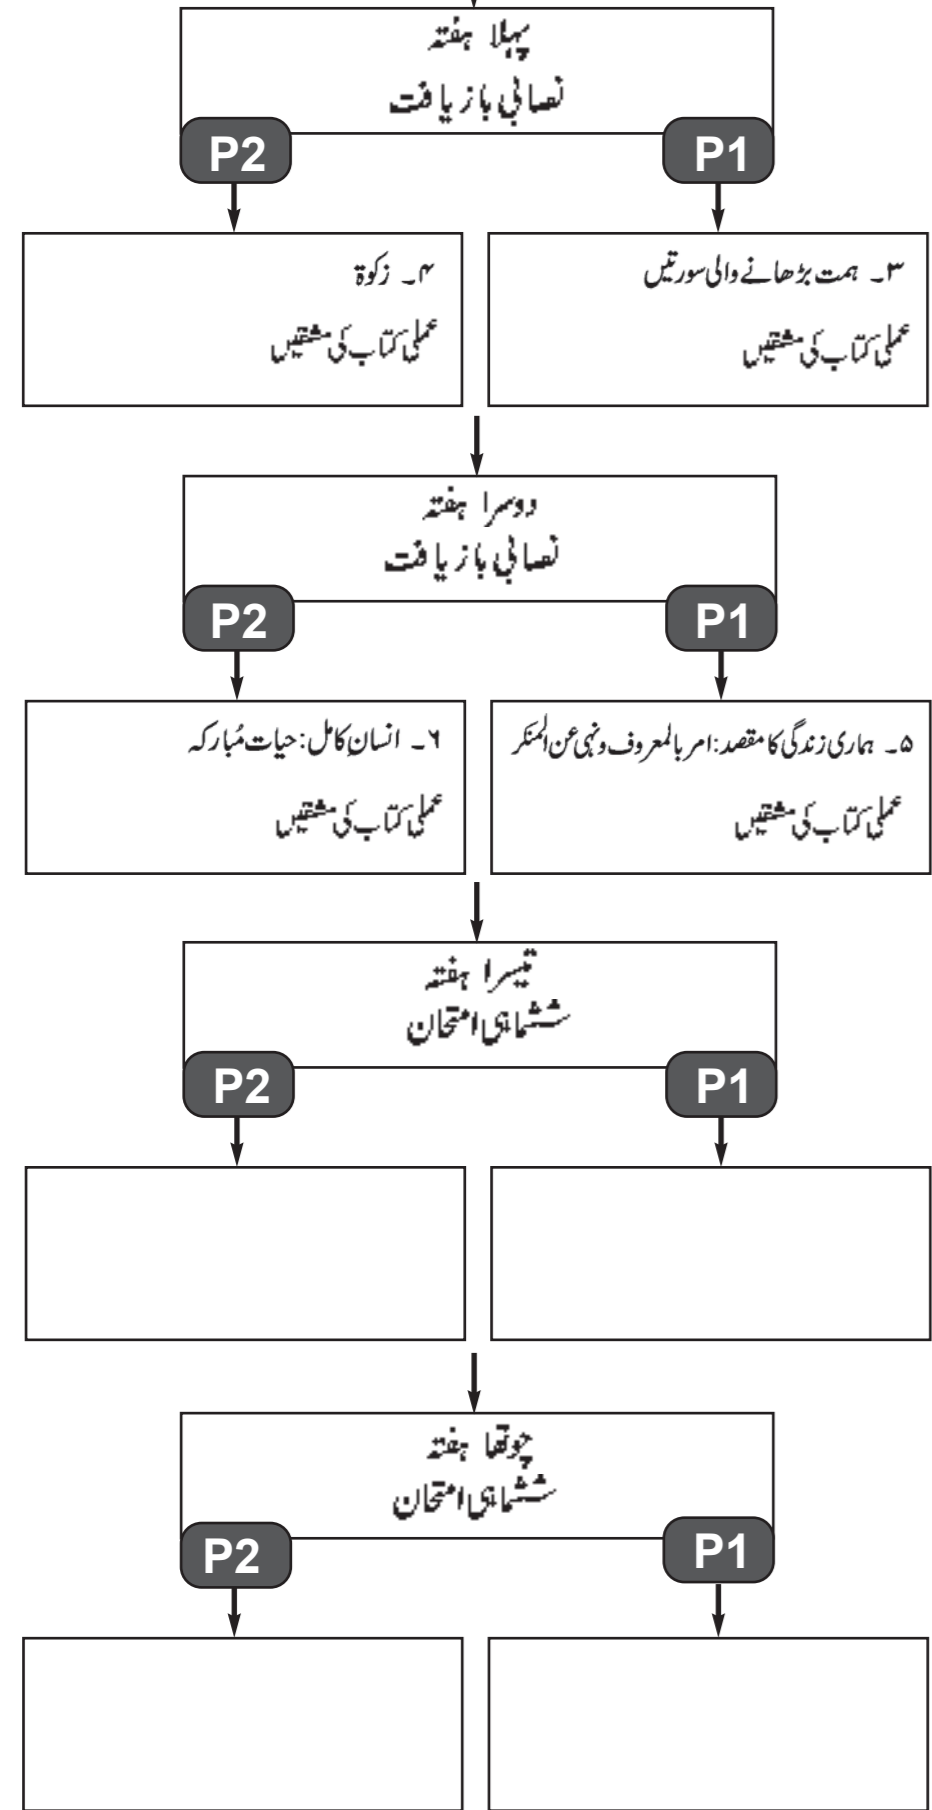 پہلا ہفتہ
نصابی بازیافت
P1
P2
۳۔ ہمت بڑھانے والی سورتیں
عملی کتاب کی مشقیں
۴۔ زکوۃ
عملی کتاب کی مشقیں
دوسرا ہفتہ
نصابی بازیافت
P1
P2
۵۔ ہماری زندگی کا مقصد: امر بالمعروف و نہی عن المنکر
عملی کتاب کی مشقیں
۶۔ انسانِ کامل: حیات مُبارکہ
عملی کتاب کی مشقیں
تیسرا ہفتہ
ششماہی امتحان
P1
P2
چوتھا ہفتہ
ششماہی امتحان
P1
P2